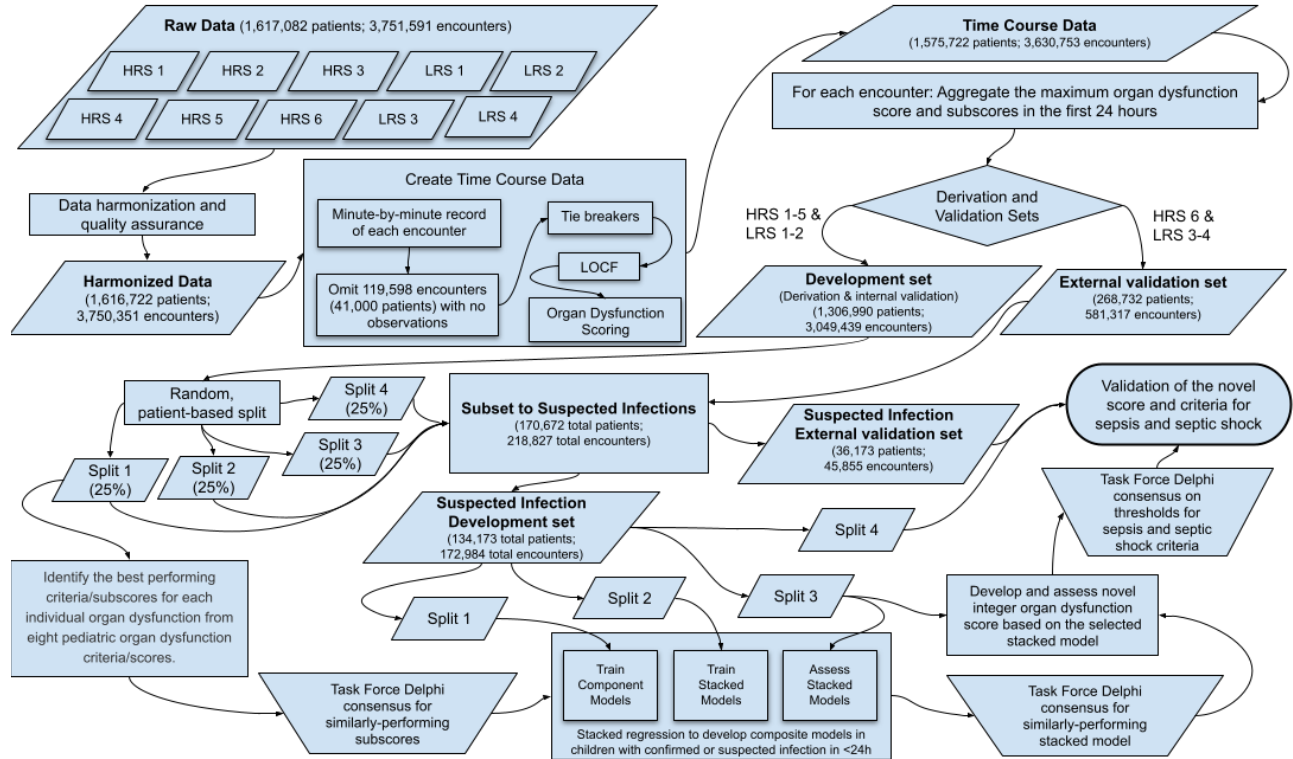 Raw Data (1,617,082 patients; 3,751,591 encounters)
HRS 1
HRS 2
HRS 3
LRS 1
LRS 2
HRS 4
HRS 5
HRS 6
LRS 3
LRS 4
Data harmonization and
quality assurance
Harmonized Data
(1,616,722 patients;
3,750,351 encounters)
Create Time Course Data
Minute-by-minute record
of each encounter
Omit 119,598 encounters
(41,000 patients) with no
observations
Tie breakers
LOCF
Organ Dysfunction
Scoring
Time Course Data
(1,575,722 patients; 3,630,753 encounters)
For each encounter: Aggregate the maximum organ dysfunction
score and subscores in the first 24 hours
Derivation and
Validation Sets
HRS 1-5 &
LRS 1-2
HRS 6 &
LRS 3-4
Development set
(Derivation & internal validation)
(1,306,990 patients;
3,049,439 encounters)
External validation set
(268,732 patients;
581,317 encounters)
Random,
patient-based split
Split 4
(25%)
Split 3
(25%)
Split 2
(25%)
Split 1
(25%)
Subset to Suspected Infections
(170,672 total patients;
218,827 total encounters)
Suspected Infection
External validation set
(36,173 patients;
45,855 encounters)
Validation of the novel
score and criteria for
sepsis and septic shock
Suspected Infection
Development set
(134,173 total patients;
172,984 total encounters)
Split 4
Task Force Delphi
consensus on
thresholds for
sepsis and septic
shock criteria
Identify the best performing
criteria/subscores for each
individual organ dysfunction from
eight pediatric organ dysfunction
criteria/scores.
Split 1
Split 2
Split 3
Develop and assess novel
integer organ dysfunction
score based on the selected
stacked model
Task Force Delphi
consensus for
similarly-performing
subscores
Train
Component
Models
Train
Stacked
Models
Assess
Stacked
Models
Stacked regression to develop composite models in
children with confirmed or suspected infection in <24h
Task Force Delphi
consensus for
similarly-performing
stacked model